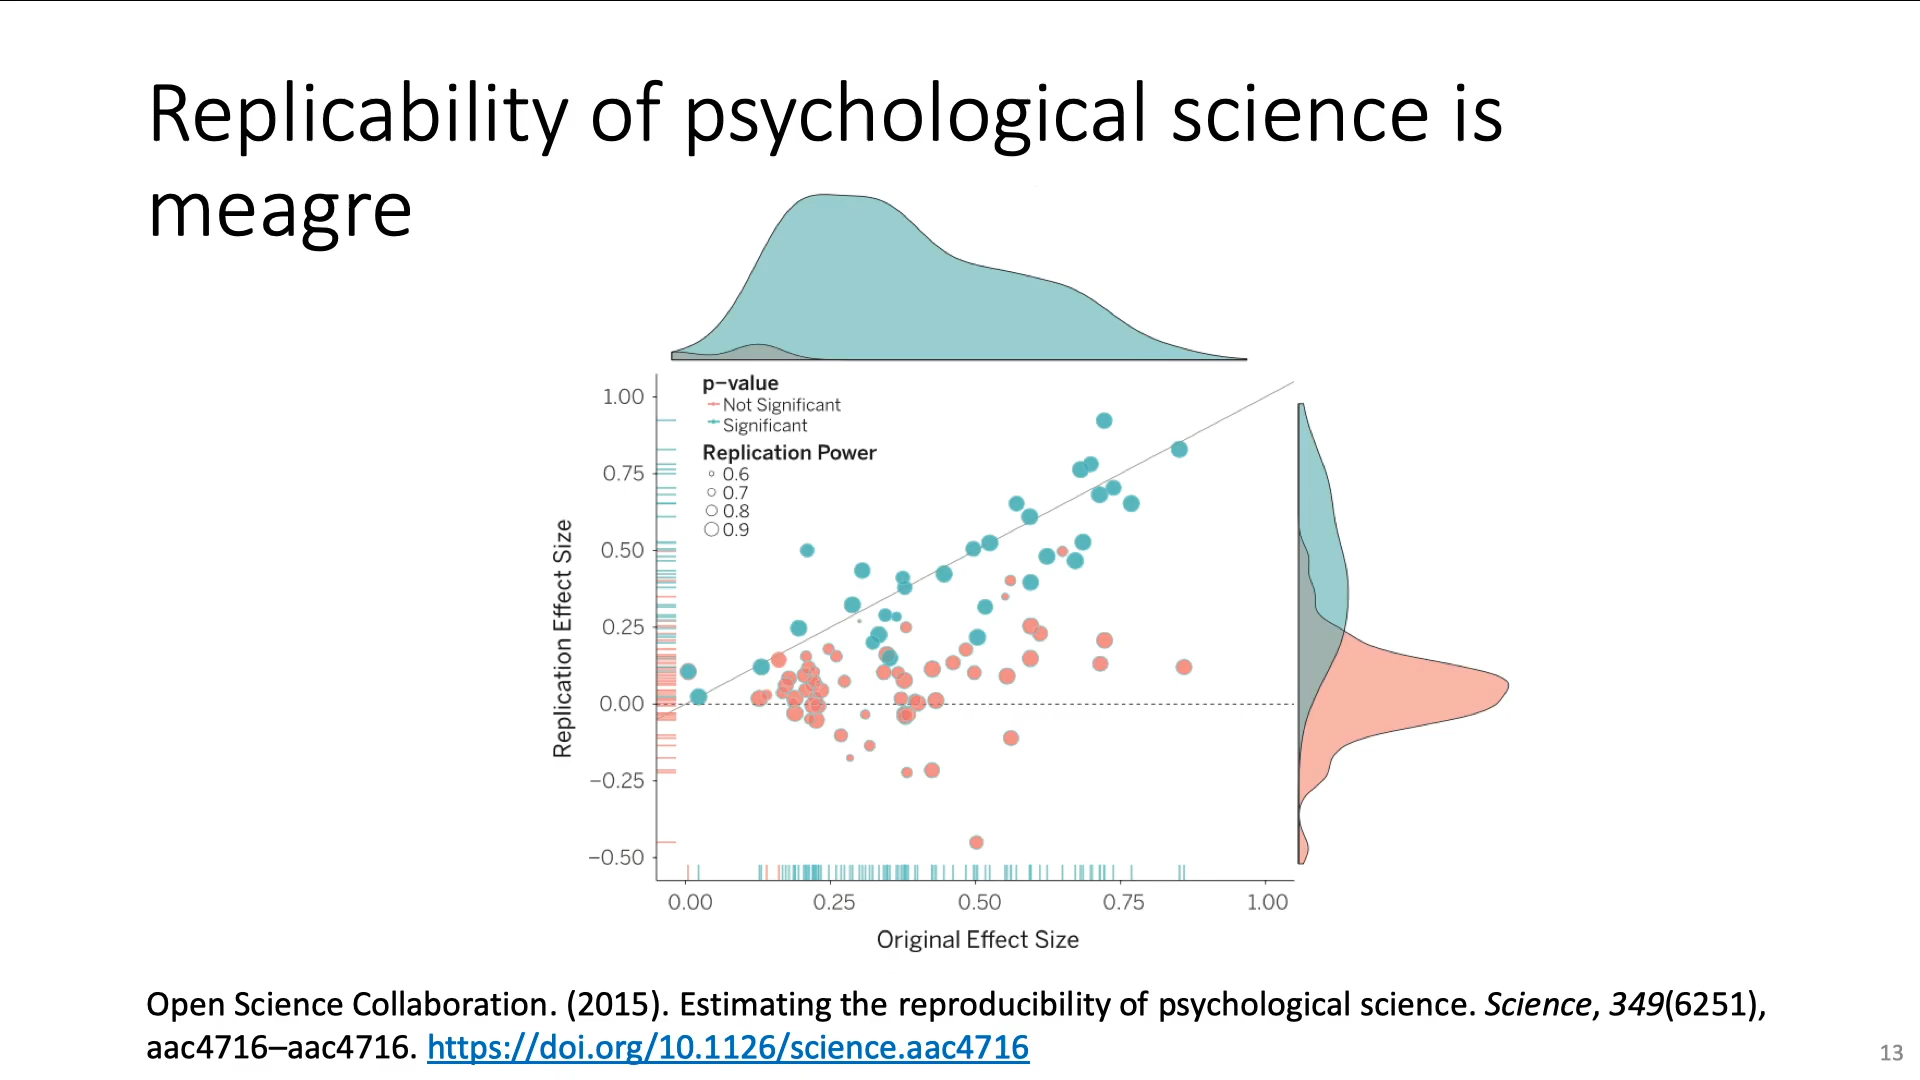 Replicability of psychological science is
meagre
p−value
Not Significant
Significant
Replication Power
0.6
0.7
0.8
0.9
1.00
0.75
0.50
0.25
0.00
−0.25
−0.50
Replication Effect Size
0.00 0.25 0.50 0.75 1.00
Original Effect Size
Open Science Collaboration. (2015). Estimating the reproducibility of psychological science. Science, 349(6251),
aac4716–aac4716. https://doi.org/10.1126/science.aac4716
13